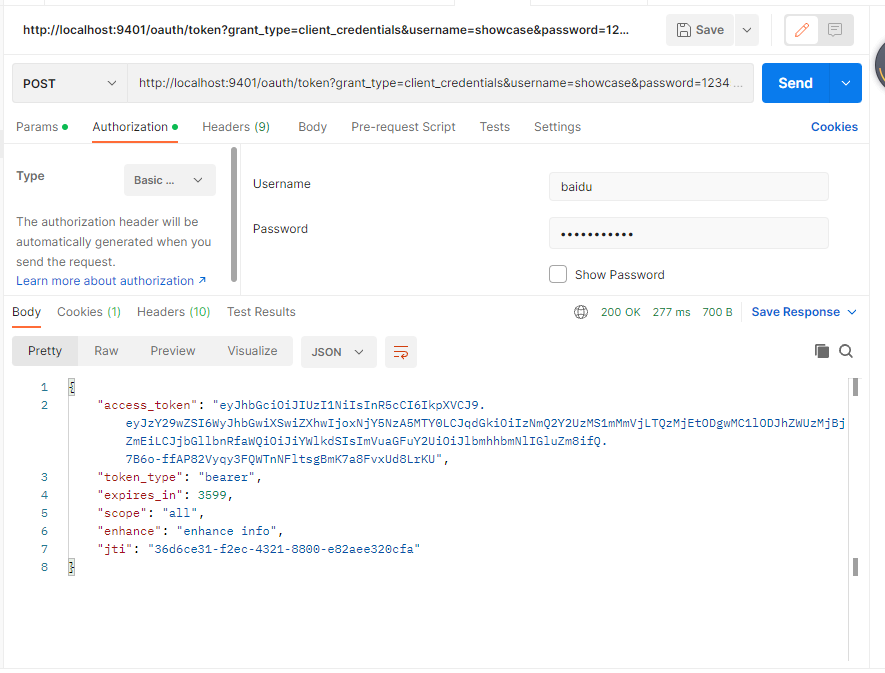 http://localhost:9401/oauth/token?grant_type=client_credentials&username=showcase&password=12...
Save
POST
http://localhost:9401/oauth/token?grant_type=client_credentials&username=showcase&password=1234 ...
Send
Params
Authorization
Headers (9)
Body
Pre-request Script
Tests
Settings
Cookies
Type
Basic ...
The authorization header will be
automatically generated when you
send the request.
Learn more about authorization ↗
Username
baidu
Password
•••••••••••
Show Password
Body
Cookies (1)
Headers (10)
Test Results
200 OK
277 ms
700 B
Save Response
Pretty
Raw
Preview
Visualize
JSON
1 {
2 "access_token": "eyJhbGciOiJIUzI1NiIsInR5cCI6IkpXVCJ9.
eyJzY29wZSI6WyJhbGwiXSwiZXhwIjoxNjY5NzA5MTY0LCJqdGkiOiIzNmQ2Y2UzMS1mMmVjLTQzMjEtODgwMC1lODJhZWUzMjBj
ZmEiLCJjbGllbnRfaWQiOiJiYWlkdSIsImVuaGFuY2UiOiJlbmhhbmNlIGluZm8ifQ.
7B6o-ffAP82Vyqy3FQWTnNFltsgBmK7a8FvxUd8LrKU",
3 "token_type": "bearer",
4 "expires_in": 3599,
5 "scope": "all",
6 "enhance": "enhance info",
7 "jti": "36d6ce31-f2ec-4321-8800-e82aee320cfa"
8 }